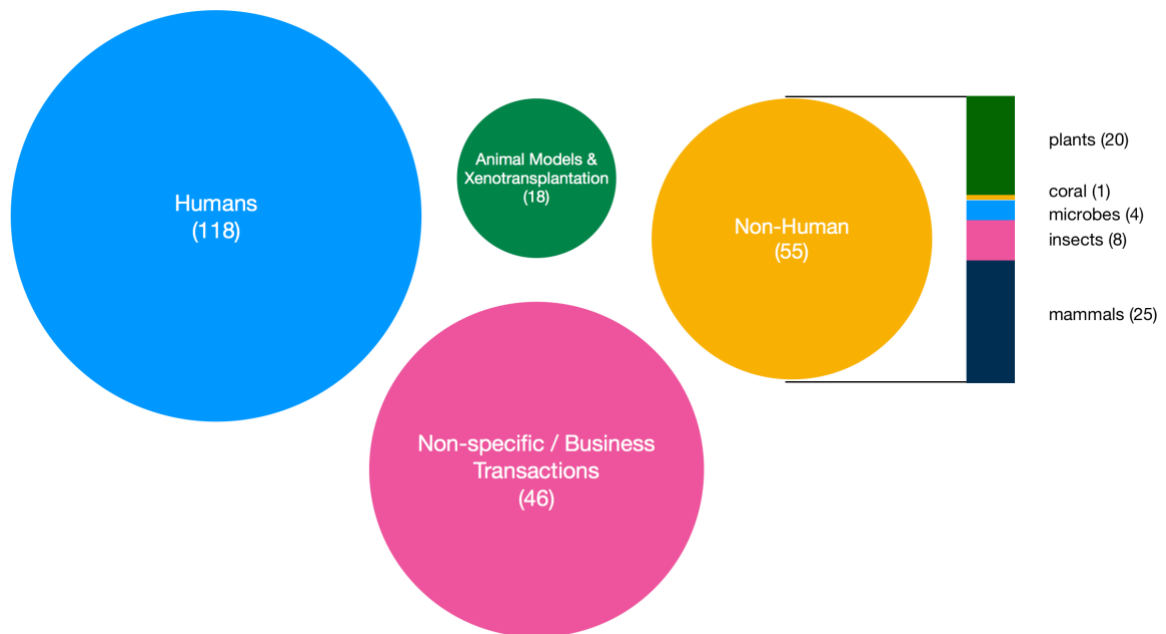 Humans
(118)
Animal Models &
Xenotransplantation
(18)
Non-Human
(55)
plants (20)
coral (1)
microbes (4)
insects (8)
mammals (25)
Non-specific / Business
Transactions
(46)